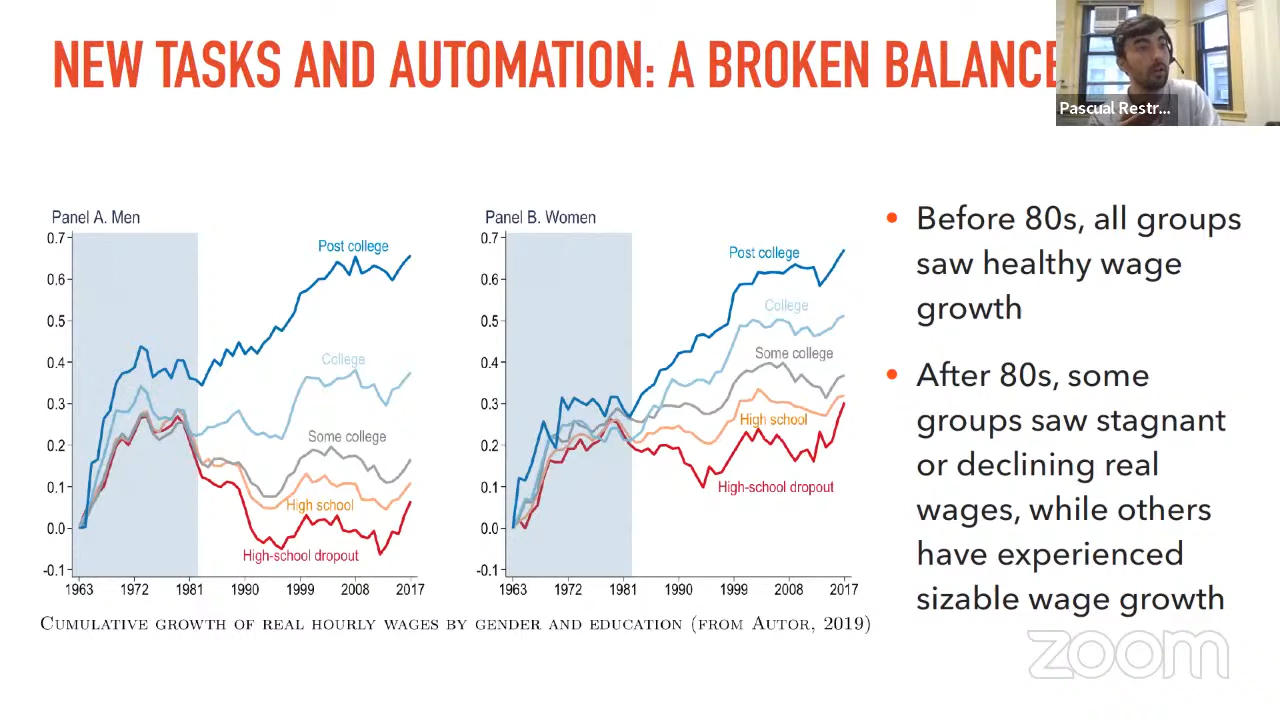 NEW TASKS AND AUTOMATION: A BROKEN BALANCE
Pascual Restr...
Panel A. Men
0.7
0.6
0.5
0.4
0.3
0.2
0.1
0.0
-0.1
Post college
College
Some college
High school
High-school dropout
1963 1972 1981 1990 1999 2008 2017
Panel B. Women
0.7
0.6
0.5
0.4
0.3
0.2
0.1
0.0
-0.1
Post college
College
Some college
High school
High-school dropout
1963 1972 1981 1990 1999 2008 2017
Cumulative growth of real hourly wages by gender and education (from Autor, 2019)
• Before 80s, all groups
saw healthy wage
growth
• After 80s, some
groups saw stagnant
or declining real
wages, while others
have experienced
sizable wage growth
zoom